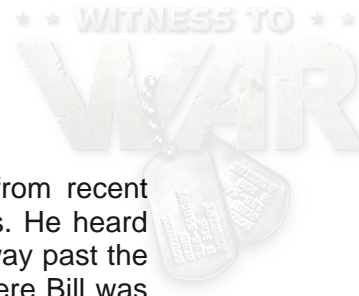 ★ ★ WITNESS TO ★ ★
WAR
from recent
s. He heard
way past the
ere Bill was